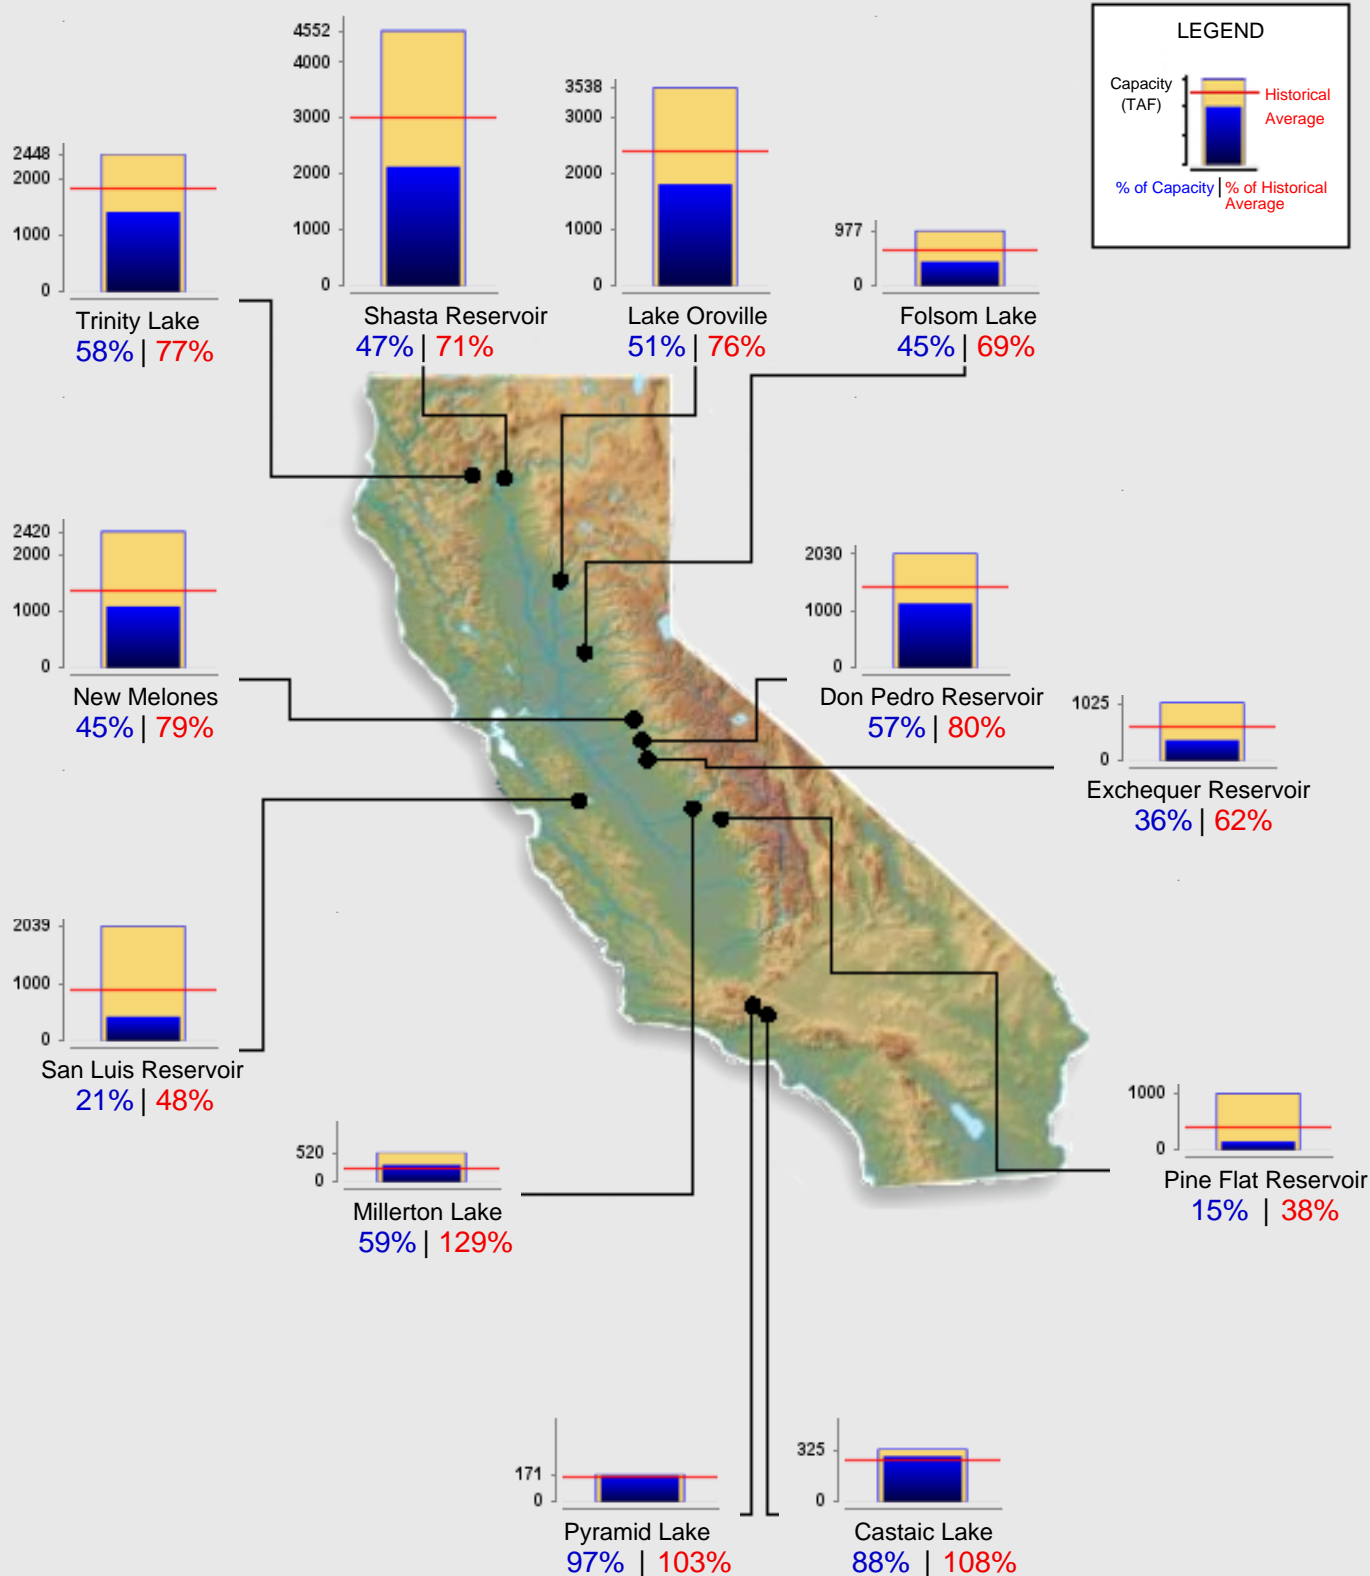 LEGEND
Capacity
(TAF)
Historical
Average
% of Capacity | % of Historical
Average
4552
4000
3000
2000
1000
0
Shasta Reservoir
47% | 71%
3538
3000
2000
1000
0
Lake Oroville
51% | 76%
2448
2000
1000
0
Trinity Lake
58% | 77%
977
0
Folsom Lake
45% | 69%
2420
2000
1000
0
New Melones
45% | 79%
2030
1000
0
Don Pedro Reservoir
57% | 80%
1025
0
Exchequer Reservoir
36% | 62%
2039
1000
0
San Luis Reservoir
21% | 48%
520
0
Millerton Lake
59% | 129%
1000
0
Pine Flat Reservoir
15% | 38%
171
0
Pyramid Lake
97% | 103%
325
0
Castaic Lake
88% | 108%